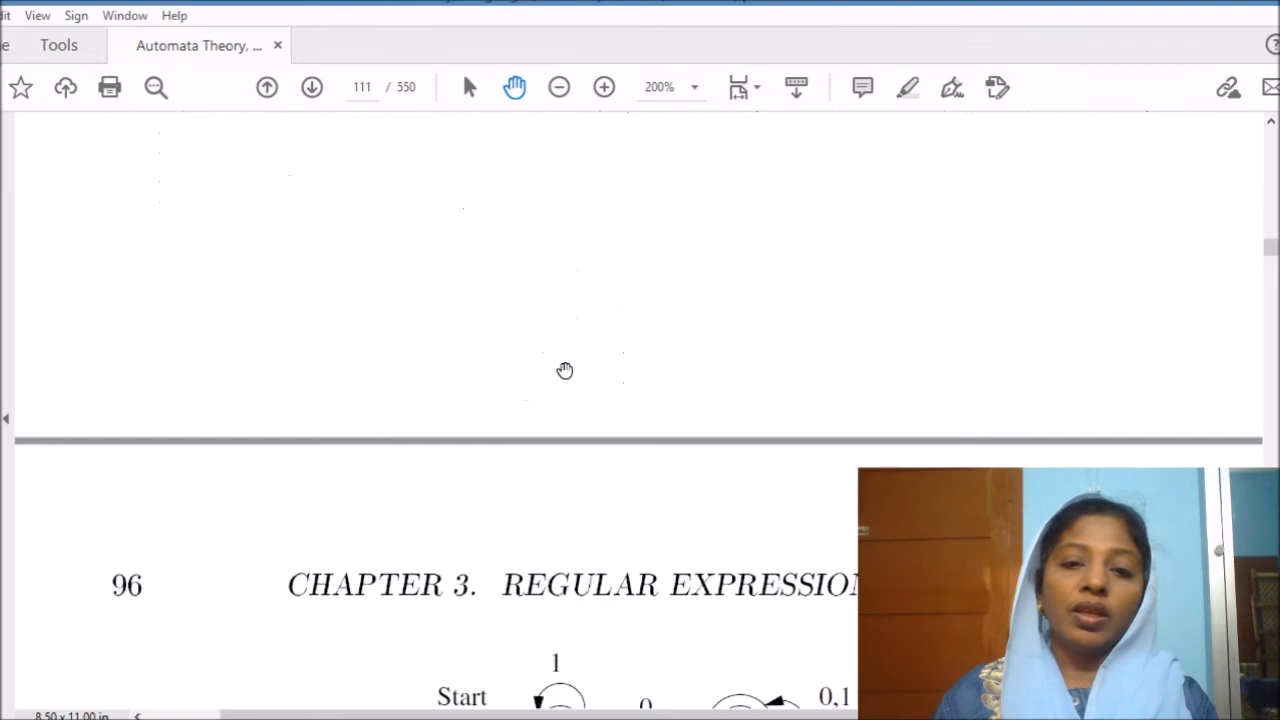 dit View Sign Window Help
e Tools Automata Theory, ... ×
111 / 550 200%
96 CHAPTER 3. REGULAR EXPRESSION
1
Start 0 0,1
8.50 x 11.00 in